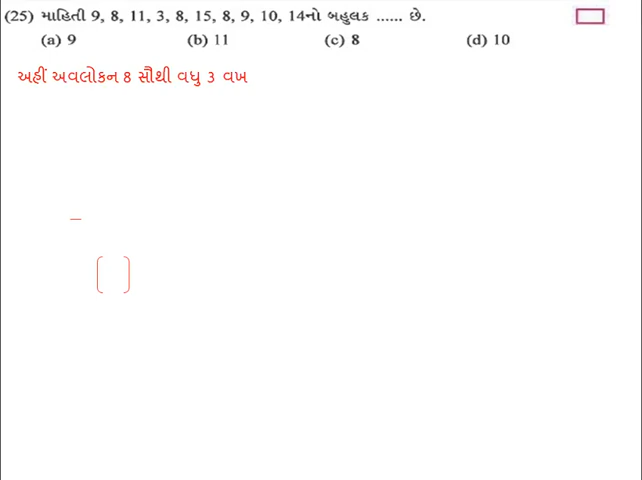 (25) માહિતી 9, 8, 11, 3, 8, 15, 8, 9, 10, 14નો બહુલક ...... છે.
(a) 9 (b) 11 (c) 8 (d) 10
અહીં અવલોકન 8 સૌથી વધુ 3 વખ